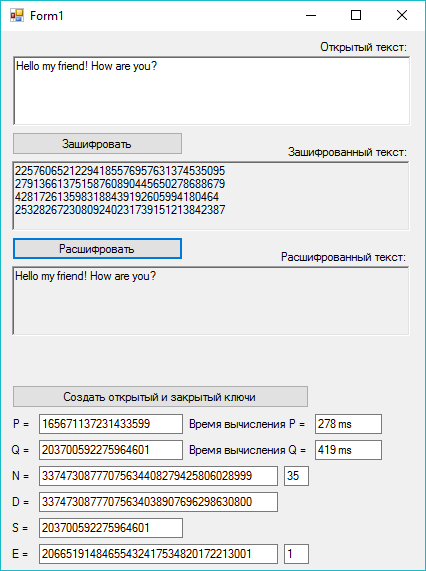 Form1
Открытый текст:
Hello my friend! How are you?
Зашифровать
Зашифрованный текст:
22576065212294185576957631374535095
27913661375158760890445650278688679
4281726135983188439192605994180464
25332826723080924023173915121384238​7
Расшифровать
Расшифрованный текст:
Hello my friend! How are you?
Создать открытый и закрытый ключи
P = 165671137231433599 Время вычисления P = 278 ms
Q = 203700592275964601 Время вычисления Q = 419 ms
N = 33747308777075634408279425806028999 35
D = 33747308777075634038907696298630800
S = 203700592275964601
E = 20665191484655432417534820172213001 1